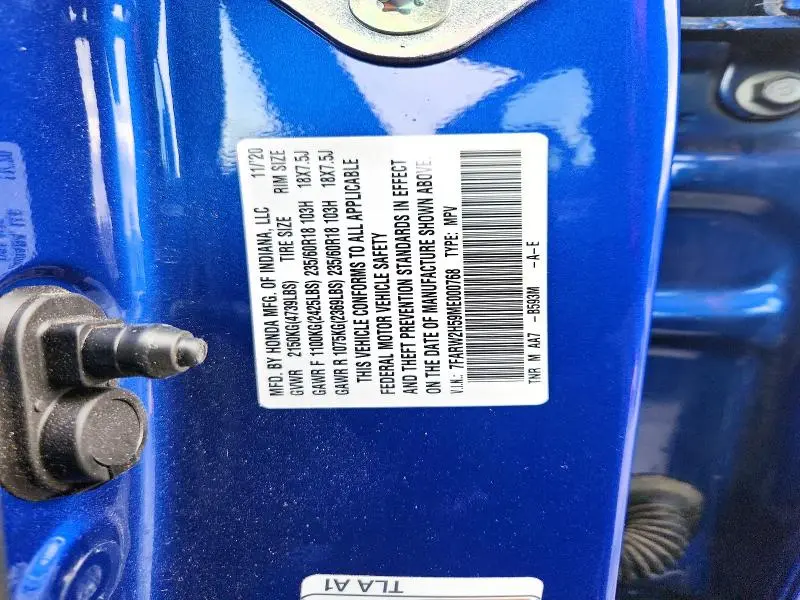 MFD. BY HONDA MFG. OF INDIANA, LLC 11/'20
GVWR 2150KG(4739LBS) TIRE SIZE RIM SIZE
GAWR F 1100KG(2425LBS) 235/60R18 103H 18X7.5J
GAWR R 1075KG(2369LBS) 235/60R18 103H 18X7.5J
THIS VEHICLE CONFORMS TO ALL APPLICABLE
FEDERAL MOTOR VEHICLE SAFETY
AND THEFT PREVENTION STANDARDS IN EFFECT
ON THE DATE OF MANUFACTURE SHOWN ABOVE.
V.I.N.: 7FARW2H59ME000768 TYPE: MPV
TNR M AA7 -B593M -A-E
TLA A1